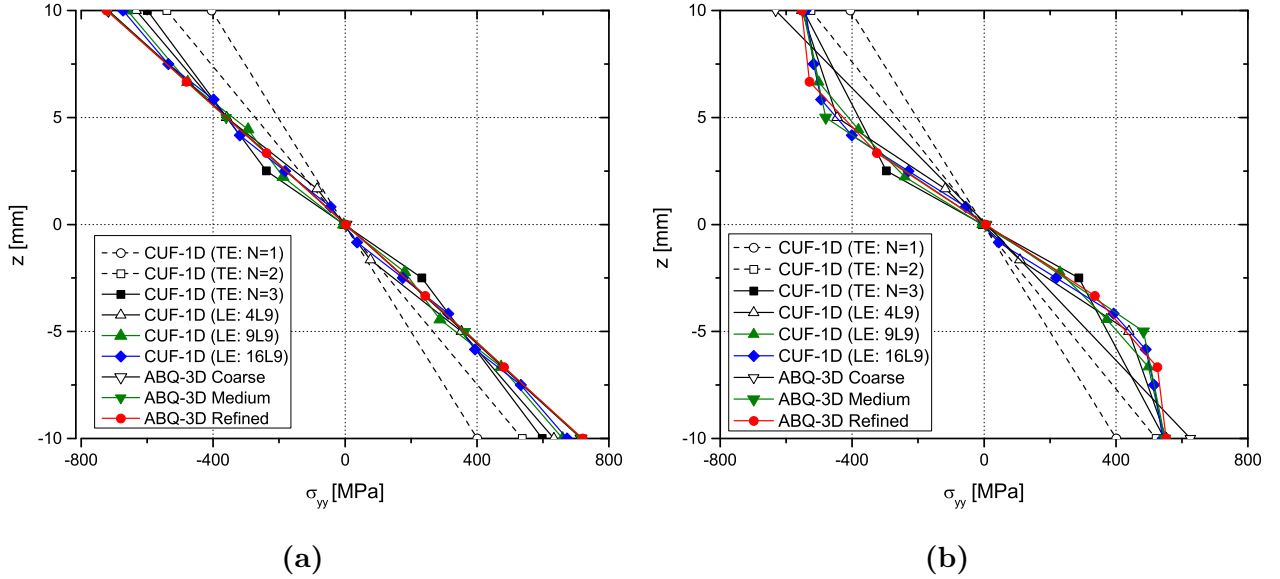 10
5
0
-5
-10
z [mm]
CUF-1D (TE: N=1)
CUF-1D (TE: N=2)
CUF-1D (TE: N=3)
CUF-1D (LE: 4L9)
CUF-1D (LE: 9L9)
CUF-1D (LE: 16L9)
ABQ-3D Coarse
ABQ-3D Medium
ABQ-3D Refined
-800 -400 0 400 800
σyy [MPa]
(a)
10
5
0
-5
-10
z [mm]
CUF-1D (TE: N=1)
CUF-1D (TE: N=2)
CUF-1D (TE: N=3)
CUF-1D (LE: 4L9)
CUF-1D (LE: 9L9)
CUF-1D (LE: 16L9)
ABQ-3D Coarse
ABQ-3D Medium
ABQ-3D Refined
-800 -400 0 400 800
σyy [MPa]
(b)